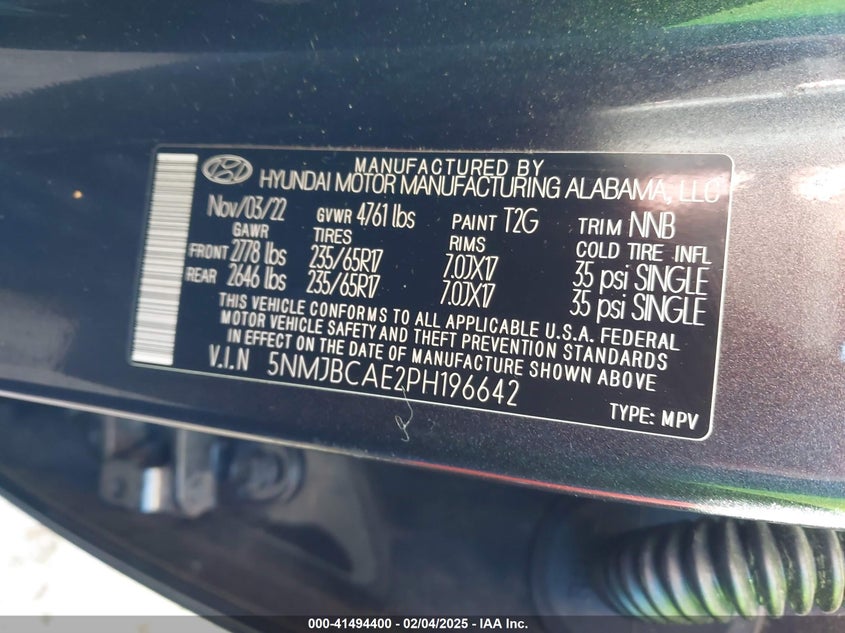 MANUFACTURED BY
HYUNDAI MOTOR MANUFACTURING ALABAMA, LLC
Nov/03/22 GVWR 4761 lbs PAINT T2G TRIM NNB
GAWR TIRES RIMS COLD TIRE INFL
FRONT 2778 lbs 235/65R17 7.0JX17 35 psi SINGLE
REAR 2646 lbs 235/65R17 7.0JX17 35 psi SINGLE
THIS VEHICLE CONFORMS TO ALL APPLICABLE U.S.A. FEDERAL
MOTOR VEHICLE SAFETY AND THEFT PREVENTION STANDARDS
IN EFFECT ON THE DATE OF MANUFACTURE SHOWN ABOVE
V.I.N 5NMJBCAE2PH196642
TYPE: MPV
000-41494400 - 02/04/2025 - IAA Inc.